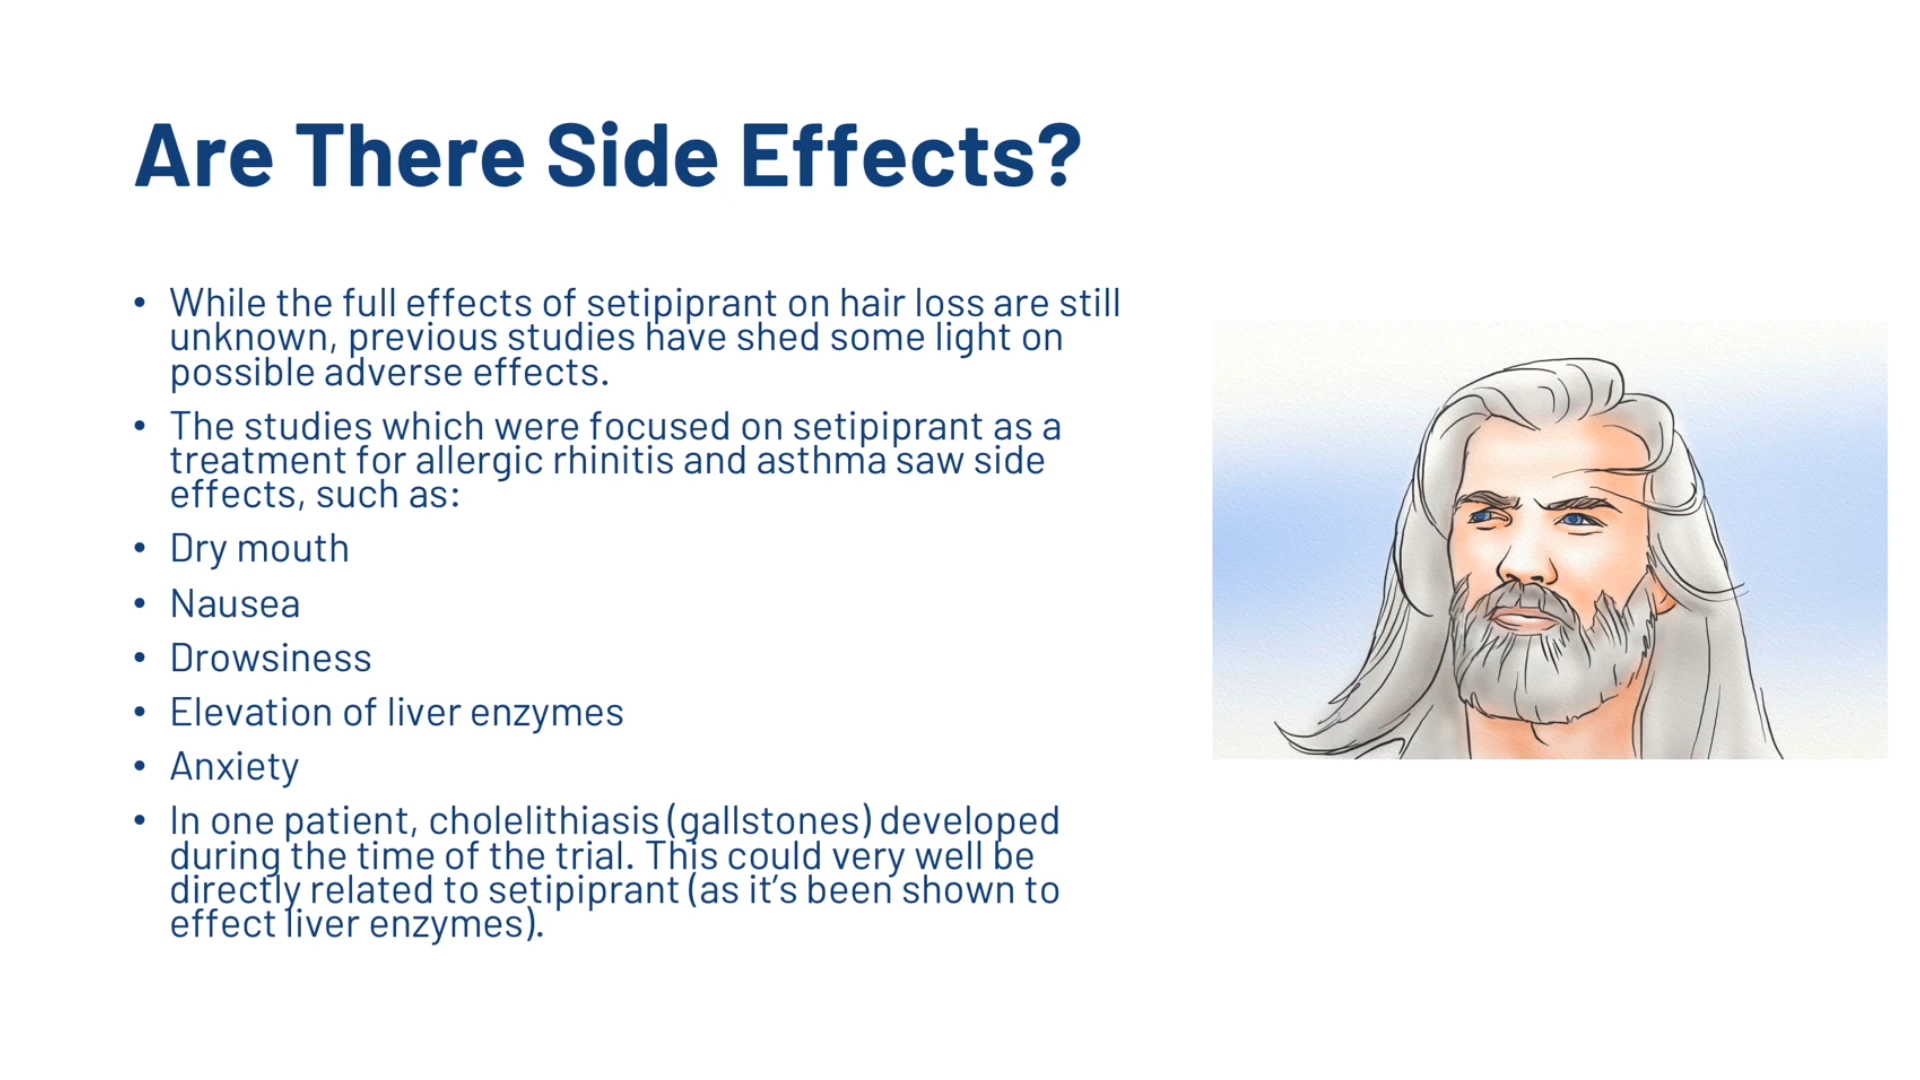 Are There Side Effects?
• While the full effects of setipiprant on hair loss are still
unknown, previous studies have shed some light on
possible adverse effects.
• The studies which were focused on setipiprant as a
treatment for allergic rhinitis and asthma saw side
effects, such as:
• Dry mouth
• Nausea
• Drowsiness
• Elevation of liver enzymes
• Anxiety
• In one patient, cholelithiasis (gallstones) developed
during the time of the trial. This could very well be
directly related to setipiprant (as it’s been shown to
effect liver enzymes).